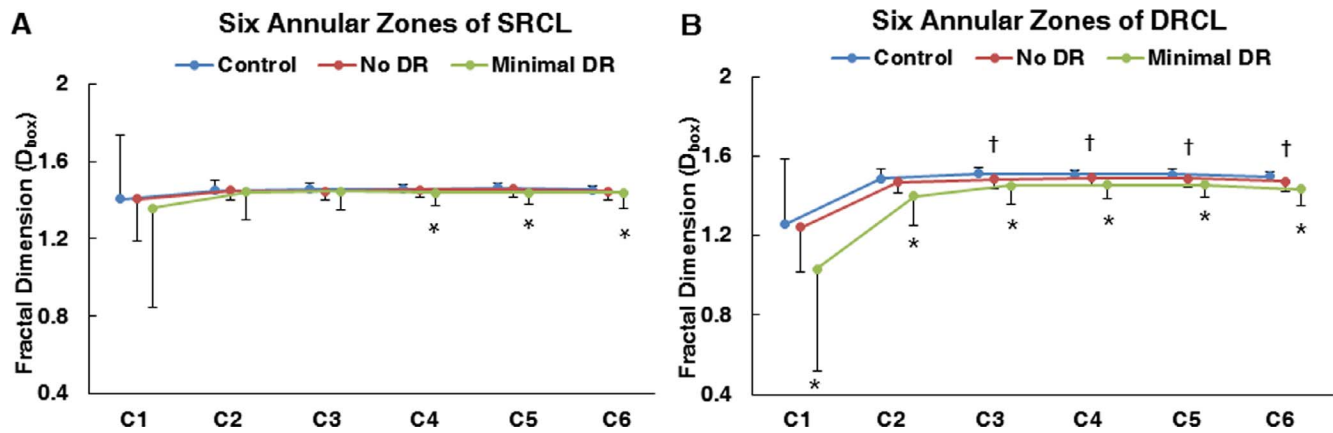 A Six Annular Zones of SRCL
Control No DR Minimal DR
Fractal Dimension (Dbox)
2
1.6
1.2
0.8
0.4
* * *
C1 C2 C3 C4 C5 C6
B Six Annular Zones of DRCL
Control No DR Minimal DR
Fractal Dimension (Dbox)
2
1.6
1.2
0.8
0.4
† † † †
* * * * * *
C1 C2 C3 C4 C5 C6